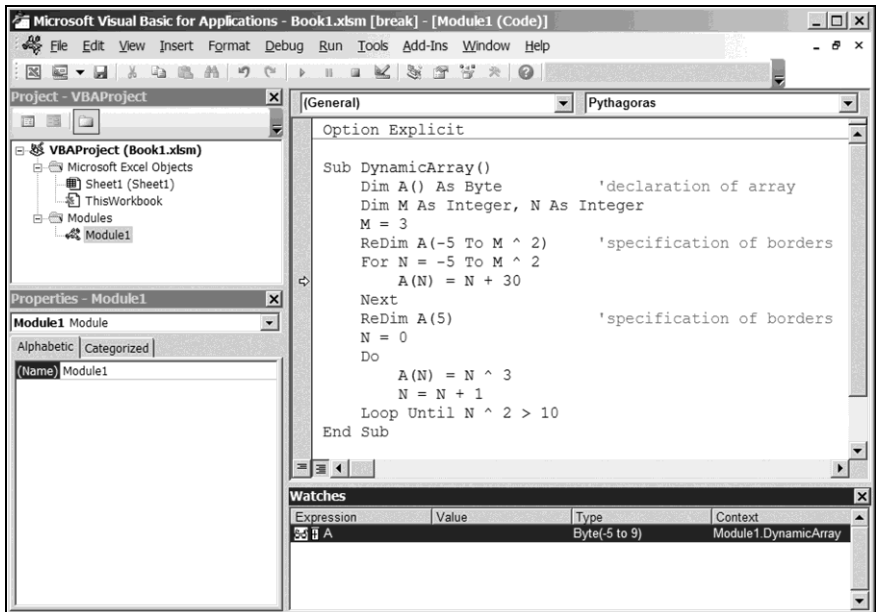 Microsoft Visual Basic for Applications - Book1.xlsm [break] - [Module1 (Code)]
File Edit View Insert Format Debug Run Tools Add-Ins Window Help
Project - VBAProject
VBAProject (Book1.xlsm)
Microsoft Excel Objects
Sheet1 (Sheet1)
ThisWorkbook
Modules
Module1
Properties - Module1
Module1 Module
Alphabetic Categorized
(Name) Module1
(General) Pythagoras
Option Explicit
Sub DynamicArray()
Dim A() As Byte 'declaration of array
Dim M As Integer, N As Integer
M = 3
ReDim A(-5 To M ^ 2) 'specification of borders
For N = -5 To M ^ 2
A(N) = N + 30
Next
ReDim A(5) 'specification of borders
N = 0
Do
A(N) = N ^ 3
N = N + 1
Loop Until N ^ 2 > 10
End Sub
Watches
Expression Value Type Context
A Byte(-5 to 9) Module1.DynamicArray